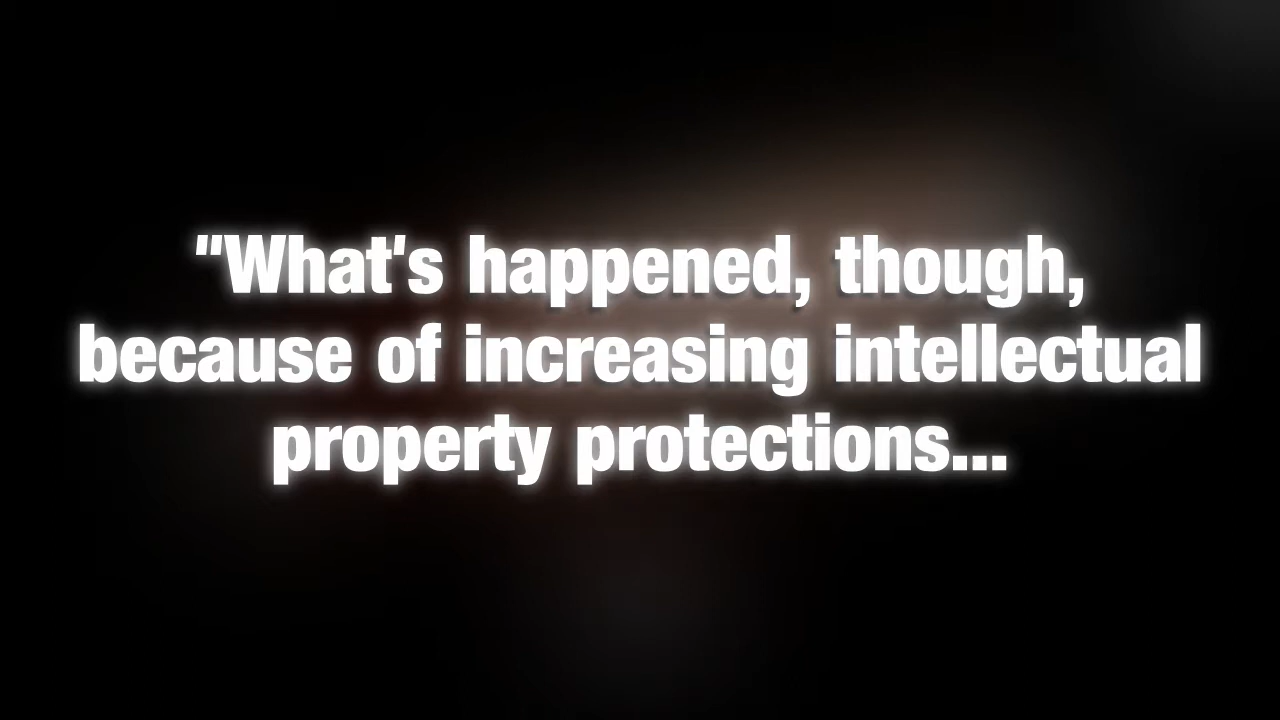 "What's happened, though,
because of increasing intellectual
property protections...